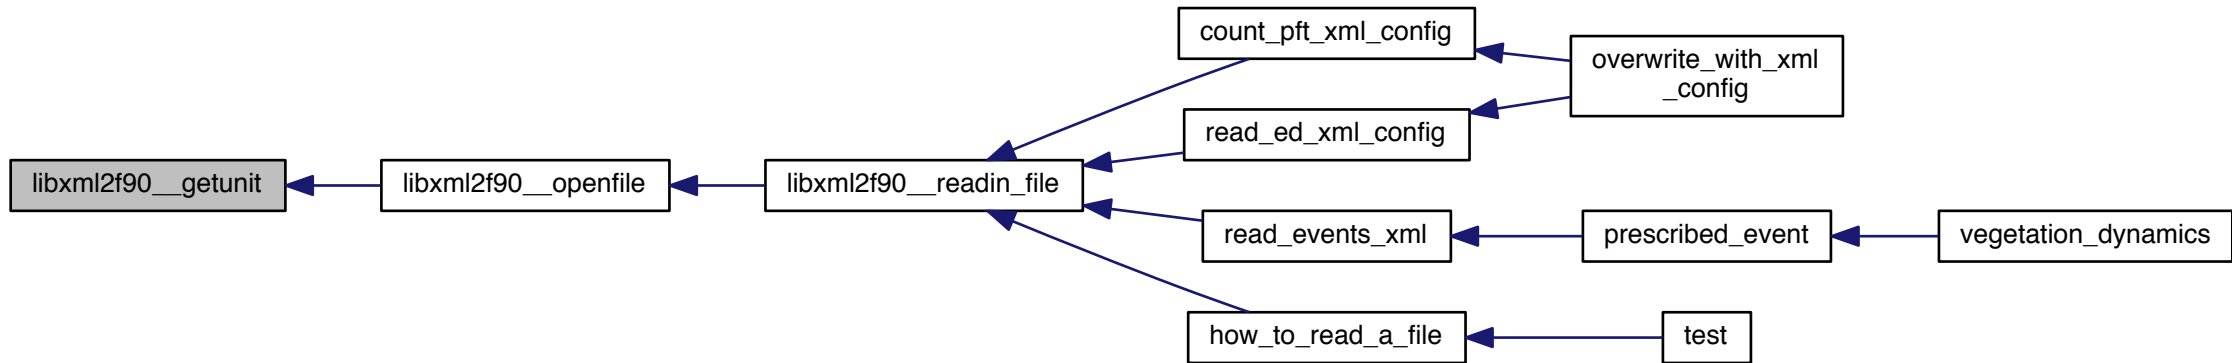 count_pft_xml_config
overwrite_with_xml
_config
read_ed_xml_config
libxml2f90__getunit
libxml2f90__openfile
libxml2f90__readin_file
read_events_xml
prescribed_event
vegetation_dynamics
how_to_read_a_file
test